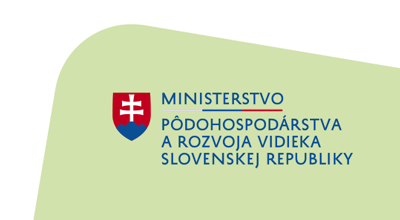 MINISTERSTVO
PÔDOHOSPODÁRSTVA
A ROZVOJA VIDIEKA
SLOVENSKEJ REPUBLIKY